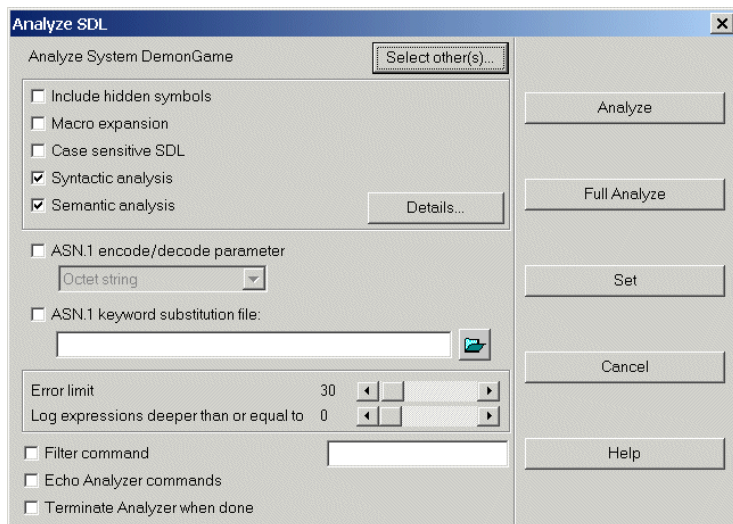 Analyze SDL
Analyze System DemonGame
Select other(s)...
Include hidden symbols
Macro expansion
Case sensitive SDL
Syntactic analysis
Semantic analysis
Details...
ASN.1 encode/decode parameter
Octet string
ASN.1 keyword substitution file:
Error limit 30
Log expressions deeper than or equal to 0
Filter command
Echo Analyzer commands
Terminate Analyzer when done
Analyze
Full Analyze
Set
Cancel
Help